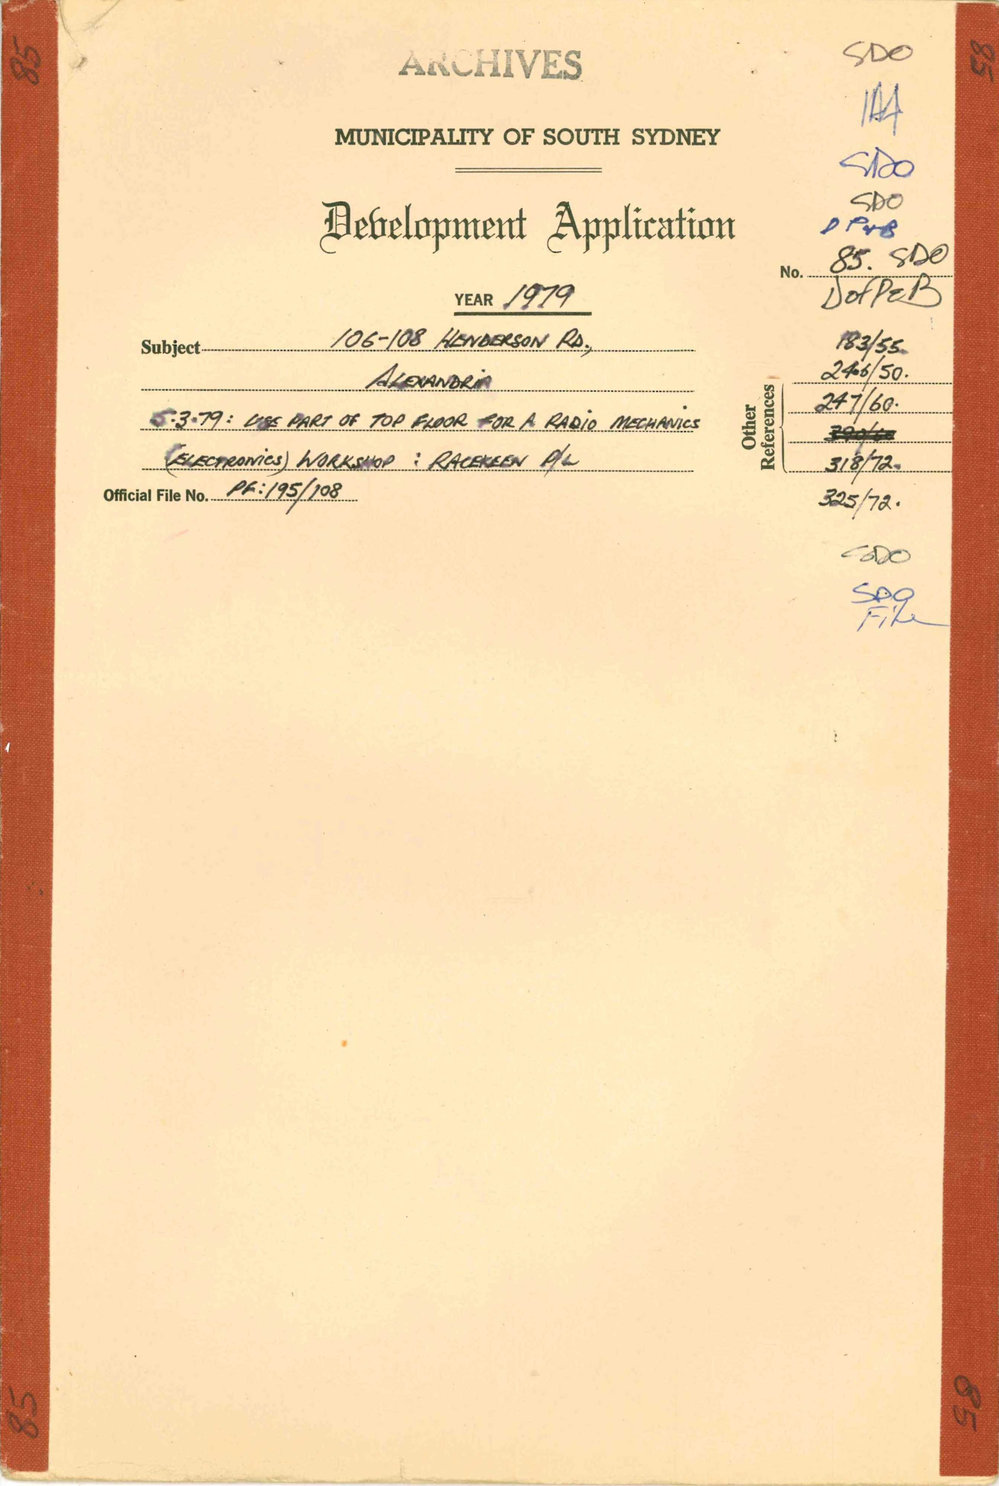 85
85
ARCHIVES
SDO
MUNICIPALITY OF SOUTH SYDNEY
SDO
SDO
D P & B
Development Application
No. 85. SDO
D of P & B
YEAR 1979
Subject 106-108 HENDERSON RD.,
ALEXANDRIA
5.3.79: USE PART OF TOP FLOOR FOR A RADIO MECHANICS
(ELECTRONICS) WORKSHOP : RACEKEEN P/L
Official File No. PF:195/108
Other References
183/55.
246/50.
247/60.
318/72.
325/72.
SDO
SDO
File
85
85